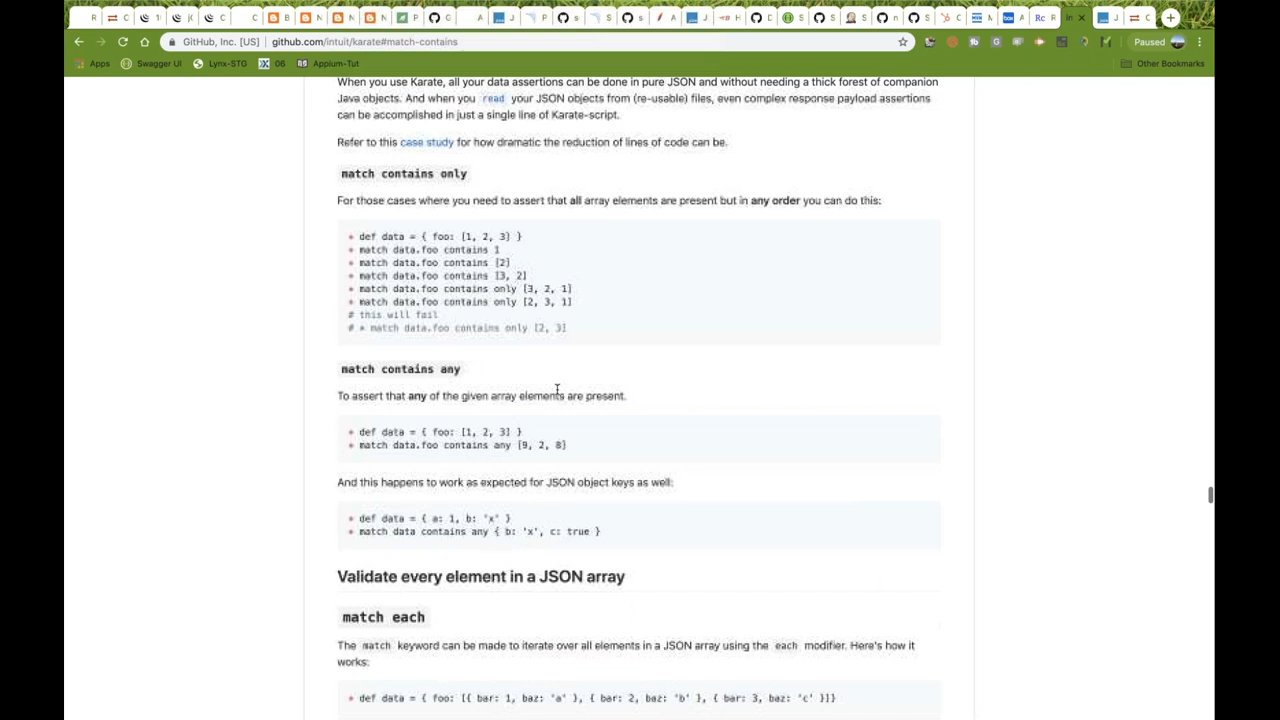 GitHub, Inc. [US] | github.com/intuit/karate#match-contains
Paused
Apps Swagger UI Lynx-STG 06 Appium-Tut Other Bookmarks
When you use Karate, all your data assertions can be done in pure JSON and without needing a thick forest of companion
Java objects. And when you read your JSON objects from (re-usable) files, even complex response payload assertions
can be accomplished in just a single line of Karate-script.
Refer to this case study for how dramatic the reduction of lines of code can be.
match contains only
For those cases where you need to assert that all array elements are present but in any order you can do this:
* def data = { foo: [1, 2, 3] }
* match data.foo contains 1
* match data.foo contains [2]
* match data.foo contains [3, 2]
* match data.foo contains only [3, 2, 1]
* match data.foo contains only [2, 3, 1]
# this will fail
# * match data.foo contains only [2, 3]
match contains any
To assert that any of the given array elements are present.
* def data = { foo: [1, 2, 3] }
* match data.foo contains any [9, 2, 8]
And this happens to work as expected for JSON object keys as well:
* def data = { a: 1, b: 'x' }
* match data contains any { b: 'x', c: true }
Validate every element in a JSON array
match each
The match keyword can be made to iterate over all elements in a JSON array using the each modifier. Here's how it
works:
* def data = { foo: [{ bar: 1, baz: 'a' }, { bar: 2, baz: 'b' }, { bar: 3, baz: 'c' }]}